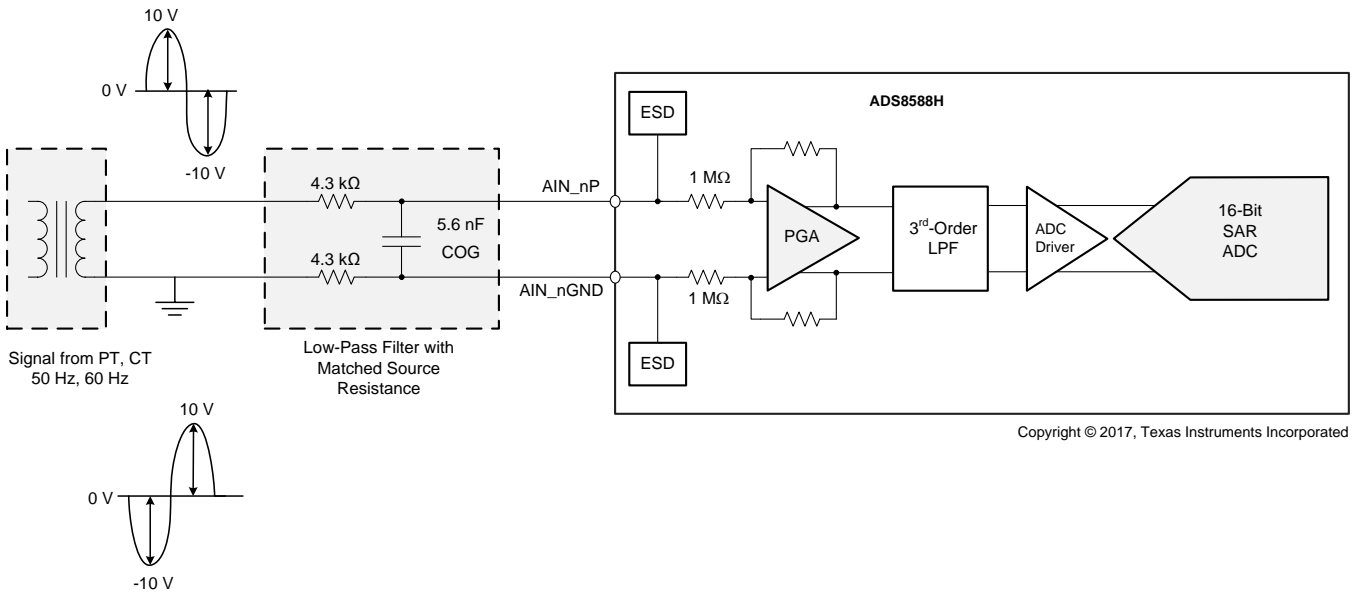 10 V
0 V
-10 V
ADS8588H
ESD
4.3 kΩ
AIN_nP
1 MΩ
5.6 nF
COG
PGA
3rd-Order
LPF
ADC
Driver
16-Bit
SAR
ADC
4.3 kΩ
AIN_nGND
1 MΩ
ESD
Signal from PT, CT
50 Hz, 60 Hz
Low-Pass Filter with
Matched Source
Resistance
10 V
0 V
-10 V
Copyright © 2017, Texas Instruments Incorporated